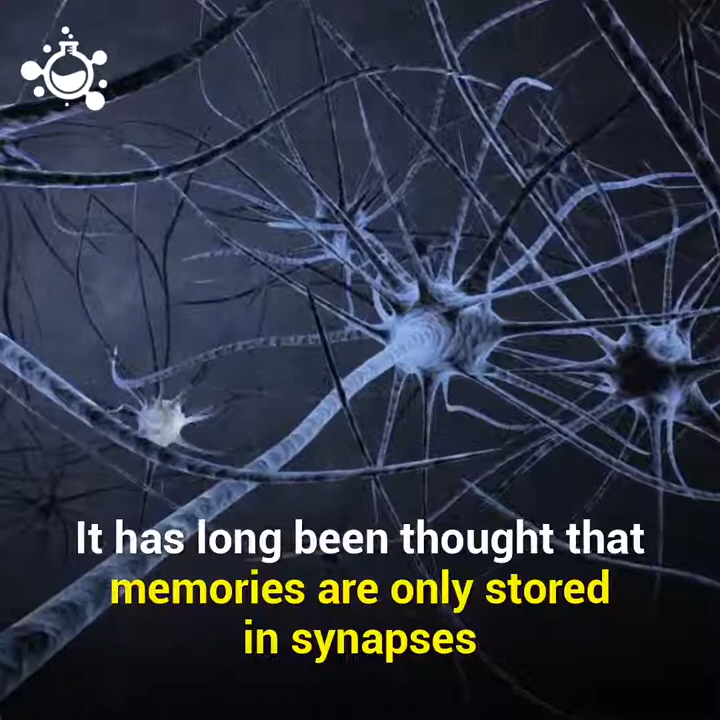 It has long been thought that
memories are only stored
in synapses